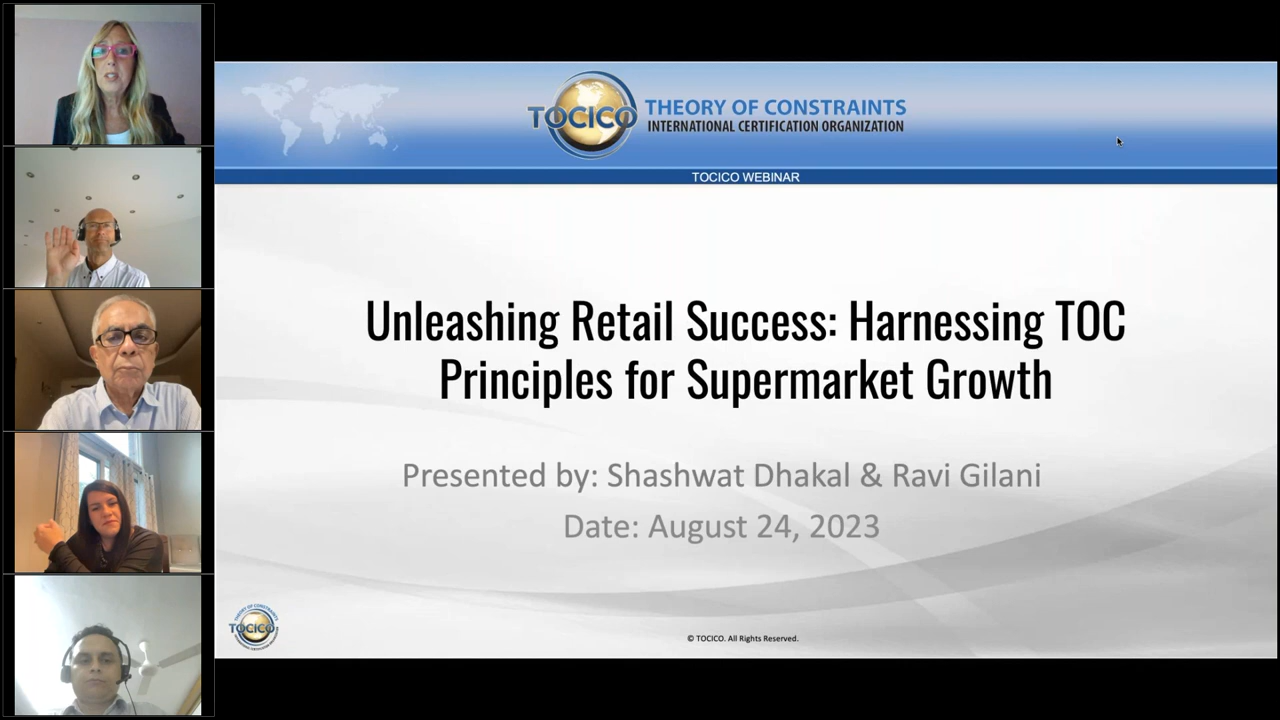 TOCICO
THEORY OF CONSTRAINTS
INTERNATIONAL CERTIFICATION ORGANIZATION
TOCICO WEBINAR
Unleashing Retail Success: Harnessing TOC
Principles for Supermarket Growth
Presented by: Shashwat Dhakal & Ravi Gilani
Date: August 24, 2023
TOCICO
© TOCICO. All Rights Reserved.